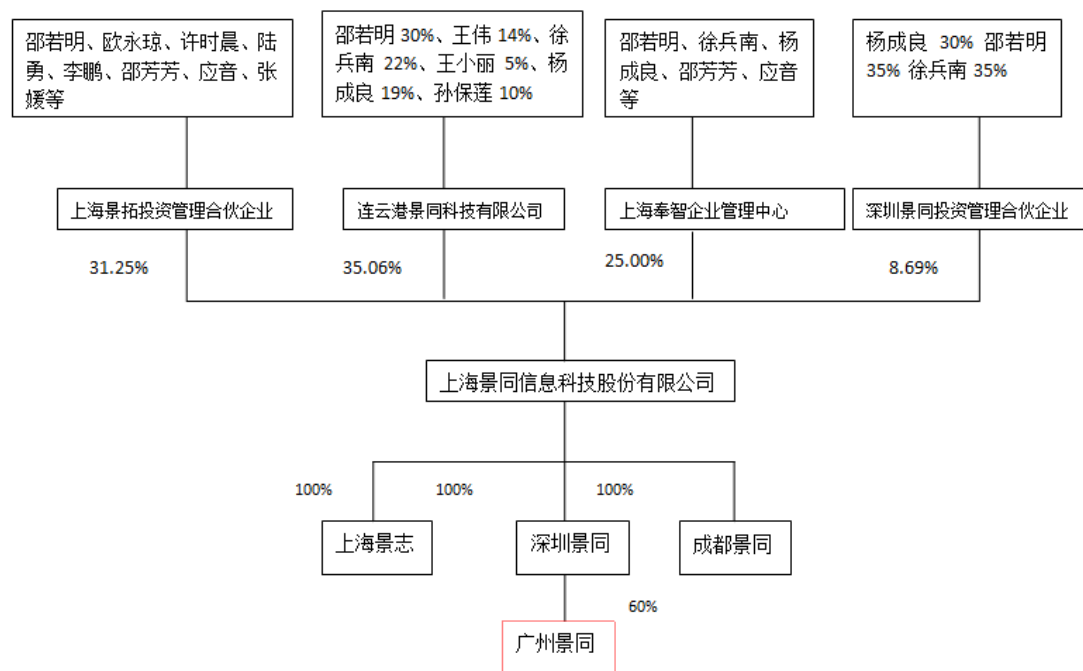 邵若明、欧永琼、许时晨、陆
勇、李鹏、邵芳芳、应音、张
媛等
邵若明 30%、王伟 14%、徐
兵南 22%、王小丽 5%、杨
成良 19%、孙保莲 10%
邵若明、徐兵南、杨
成良、邵芳芳、应音
等
杨成良 30% 邵若明
35% 徐兵南 35%
上海景拓投资管理合伙企业
连云港景同科技有限公司
上海奉智企业管理中心
深圳景同投资管理合伙企业
31.25%
35.06%
25.00%
8.69%
上海景同信息科技股份有限公司
100%
100%
100%
上海景志
深圳景同
成都景同
60%
广州景同